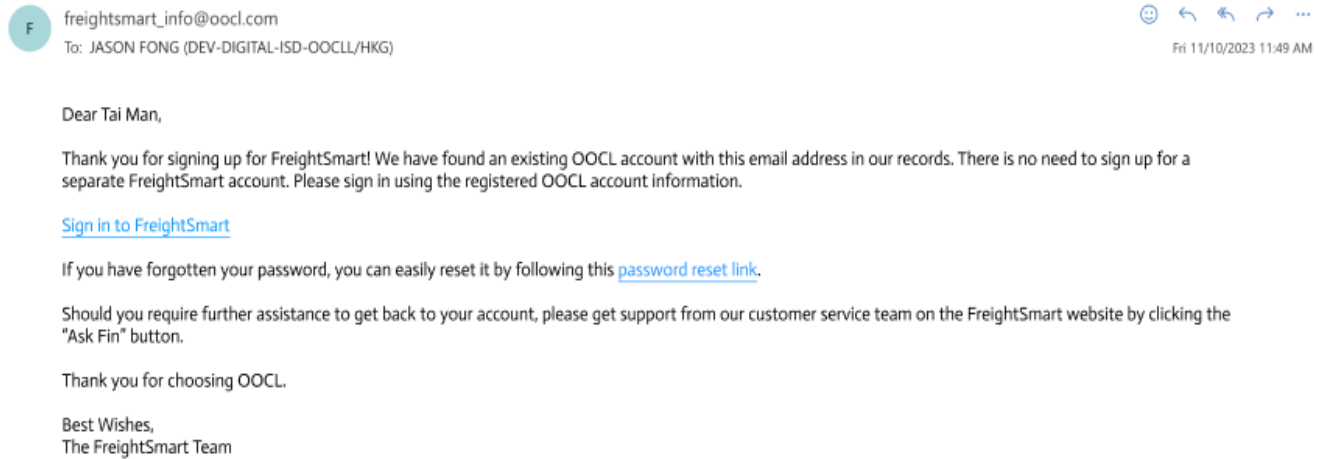 F
freightsmart_info@oocl.com
To: JASON FONG (DEV-DIGITAL-ISD-OOCLL/HKG)
Fri 11/10/2023 11:49 AM
Dear Tai Man,
Thank you for signing up for FreightSmart! We have found an existing OOCL account with this email address in our records. There is no need to sign up for a
separate FreightSmart account. Please sign in using the registered OOCL account information.
Sign in to FreightSmart
If you have forgotten your password, you can easily reset it by following this password reset link.
Should you require further assistance to get back to your account, please get support from our customer service team on the FreightSmart website by clicking the
“Ask Fin” button.
Thank you for choosing OOCL.
Best Wishes,
The FreightSmart Team